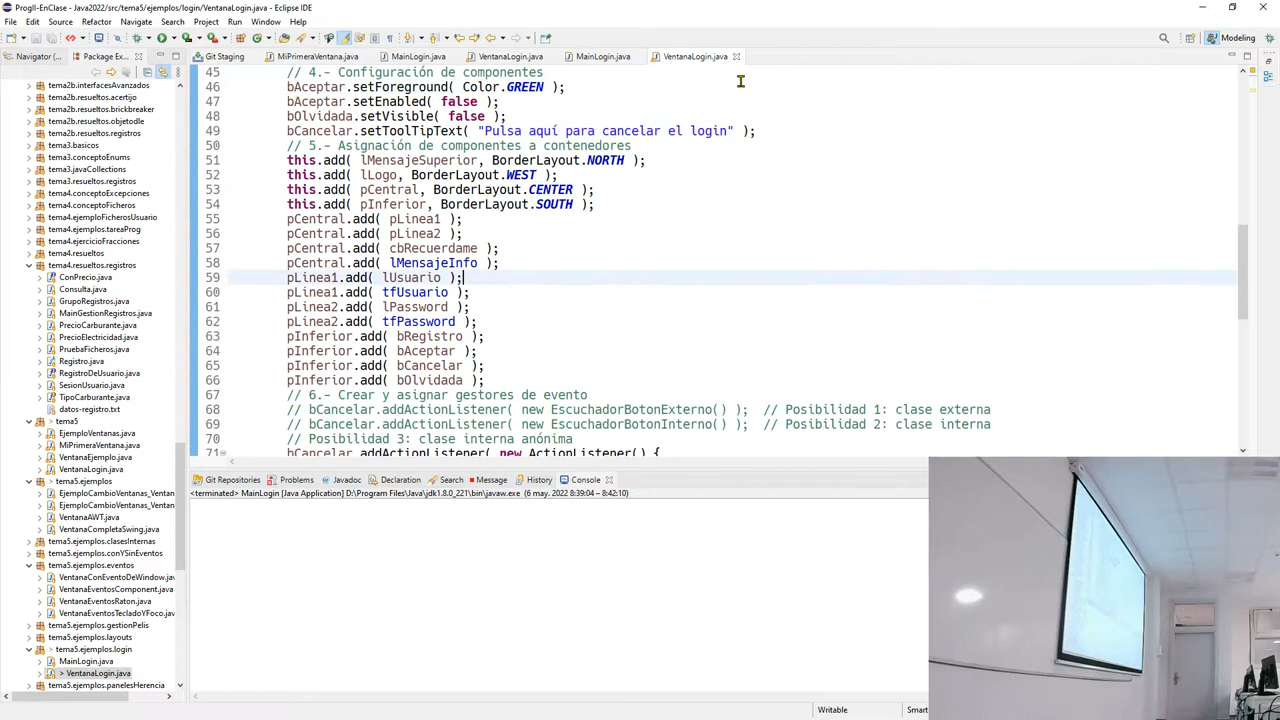 ProgII-EnClase - Java2022/src/tema5/ejemplos/login/VentanaLogin.java - Eclipse IDE
File Edit Source Refactor Navigate Search Project Run Window Help
Modeling
Navigator Package Ex... Git Staging MiPrimeraVentana.java MainLogin.java VentanaLogin.java MainLogin.java VentanaLogin.java
tema2b.interfacesAvanzados
tema2b.resueltos.acertijo
tema2b.resueltos.brickbreaker
tema2b.resueltos.objetodle
tema2b.resueltos.registros
tema3.basicos
tema3.conceptoEnums
tema3.javaCollections
tema3.resueltos.registros
tema4.conceptoExcepciones
tema4.conceptoFicheros
tema4.ejemploFicherosUsuario
tema4.ejemplos.tareaProg
tema4.ejercicioFracciones
tema4.resueltos
tema4.resueltos.registros
ConPrecio.java
Consulta.java
GrupoRegistros.java
MainGestorRegistros.java
PrecioCarburante.java
PrecioElectricidad.java
PruebaFicheros.java
Registro.java
RegistroDeUso.java
SesionUsuario.java
TipoCarburante.java
datos-registro.txt
tema5
EjemploVentanas.java
MiPrimeraVentana.java
VentanaEjemplo.java
VentanaLogin.java
tema5.ejemplos
EjemploCambioVentanas_Ventan
EjemploCambioVentanas_Ventan
VentanaAWT.java
VentanaCompletaSwing.java
tema5.ejemplos.clasesInternas
tema5.ejemplos.conYSinEventos
tema5.ejemplos.eventos
VentanaConEventoDeWindow.java
VentanaEventosComponent.java
VentanaEventosRaton.java
VentanaEventosTecladoYFoco.java
tema5.ejemplos.gestionPelis
tema5.ejemplos.layouts
tema5.ejemplos.login
MainLogin.java
> VentanaLogin.java
tema5.ejemplos.panelesHerencia
45 // 4.- Configuración de componentes
46 bAceptar.setForeground( Color.GREEN );
47 bAceptar.setEnabled( false );
48 bOlvidada.setVisible( false );
49 bCancelar.setToolTipText( "Pulsa aquí para cancelar el login" );
50 // 5.- Asignación de componentes a contenedores
51 this.add( lMensajeSuperior, BorderLayout.NORTH );
52 this.add( lLogo, BorderLayout.WEST );
53 this.add( pCentral, BorderLayout.CENTER );
54 this.add( pInferior, BorderLayout.SOUTH );
55 pCentral.add( pLinea1 );
56 pCentral.add( pLinea2 );
57 pCentral.add( cbRecuerdame );
58 pCentral.add( lMensajeInfo );
59 pLinea1.add( lUsuario );
60 pLinea1.add( tfUsuario );
61 pLinea2.add( lPassword );
62 pLinea2.add( tfPassword );
63 pInferior.add( bRegistro );
64 pInferior.add( bAceptar );
65 pInferior.add( bCancelar );
66 pInferior.add( bOlvidada );
67 // 6.- Crear y asignar gestores de evento
68 // bCancelar.addActionListener( new EscuchadorBotonExterno() ); // Posibilidad 1: clase externa
69 // bCancelar.addActionListener( new EscuchadorBotonInterno() ); // Posibilidad 2: clase interna
70 // Posibilidad 3: clase interna anónima
71 bCancelar.addActionListener( new ActionListener() {
Git Repositories Problems Javadoc Declaration Search Message History Console
<terminated> MainLogin [Java Application] D:\Program Files\Java\jdk1.8.0_221\bin\javaw.exe (6 may. 2022 8:39:04 – 8:42:10)
Writable Smart